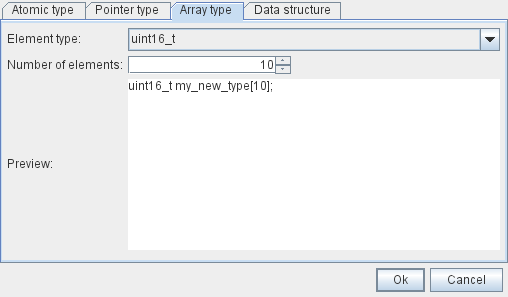 Atomic type Pointer type Array type Data structure
Element type: uint16_t
Number of elements: 10
uint16_t my_new_type[10];
Preview:
Ok Cancel